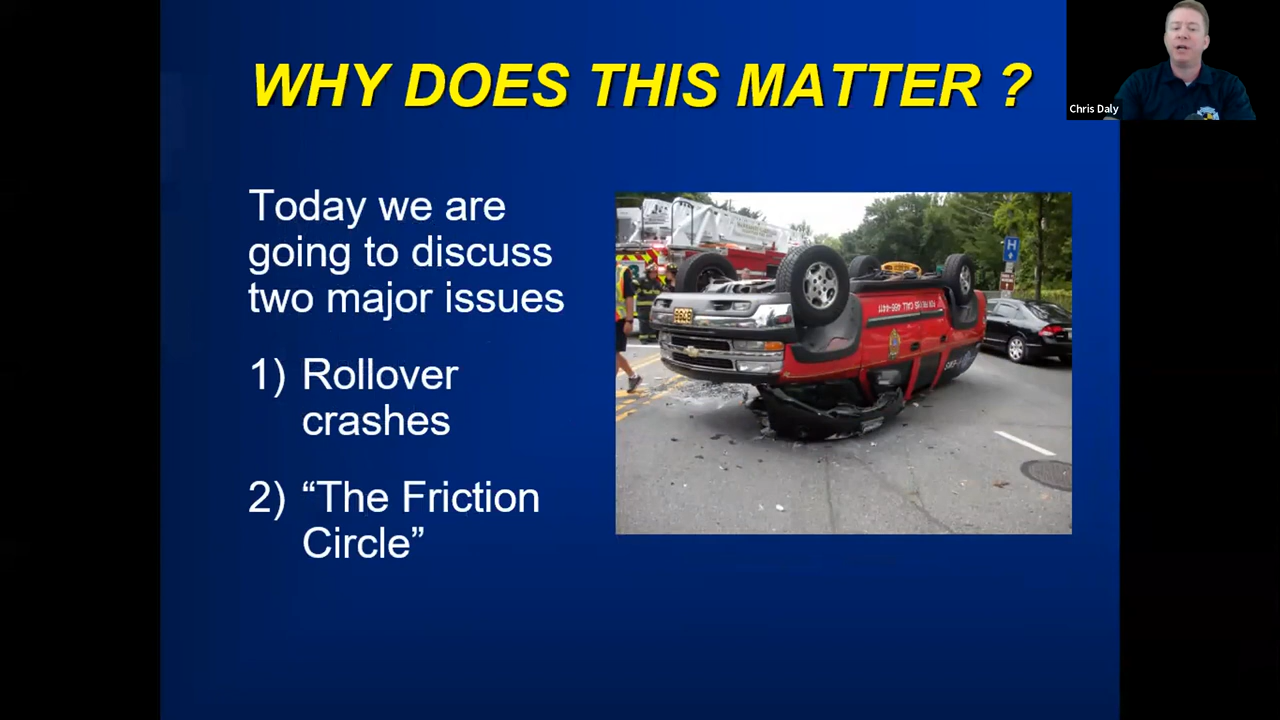 WHY DOES THIS MATTER ?
Chris Daly
Today we are
going to discuss
two major issues
1) Rollover
crashes
2) “The Friction
Circle”
H